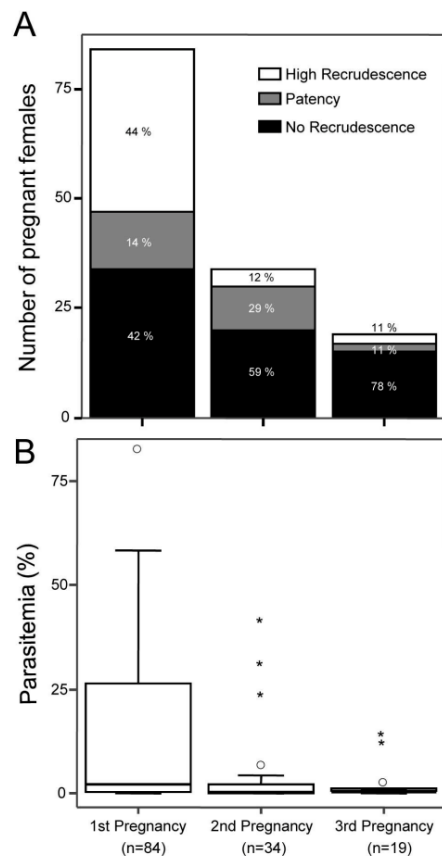 A
75
50
25
0
Number of pregnant females
High Recrudescence
Patency
No Recrudescence
44 %
14 %
42 %
12 %
29 %
59 %
11 %
11 %
78 %
B
75
50
25
0
Parasitemia (%)
1st Pregnancy 2nd Pregnancy 3rd Pregnancy
(n=84) (n=34) (n=19)